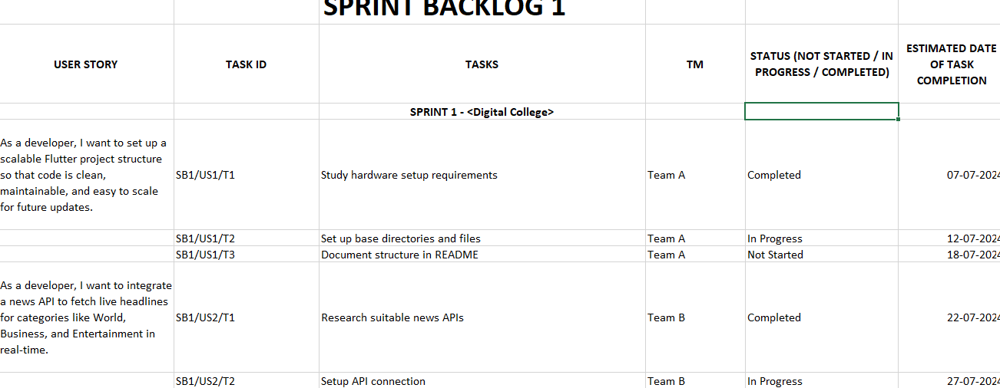 SPRINT BACKLOG 1
USER STORY TASK ID TASKS TM STATUS (NOT STARTED / IN PROGRESS / COMPLETED) ESTIMATED DATE OF TASK COMPLETION
SPRINT 1 - <Digital College>
As a developer, I want to set up a
scalable Flutter project structure
so that code is clean,
maintainable, and easy to scale
for future updates.
SB1/US1/T1 Study hardware setup requirements Team A Completed 07-07-2024
SB1/US1/T2 Set up base directories and files Team A In Progress 12-07-2024
SB1/US1/T3 Document structure in README Team A Not Started 18-07-2024
As a developer, I want to integrate
a news API to fetch live headlines
for categories like World,
Business, and Entertainment in
real-time.
SB1/US2/T1 Research suitable news APIs Team B Completed 22-07-2024
SB1/US2/T2 Setup API connection Team B In Progress 27-07-2024